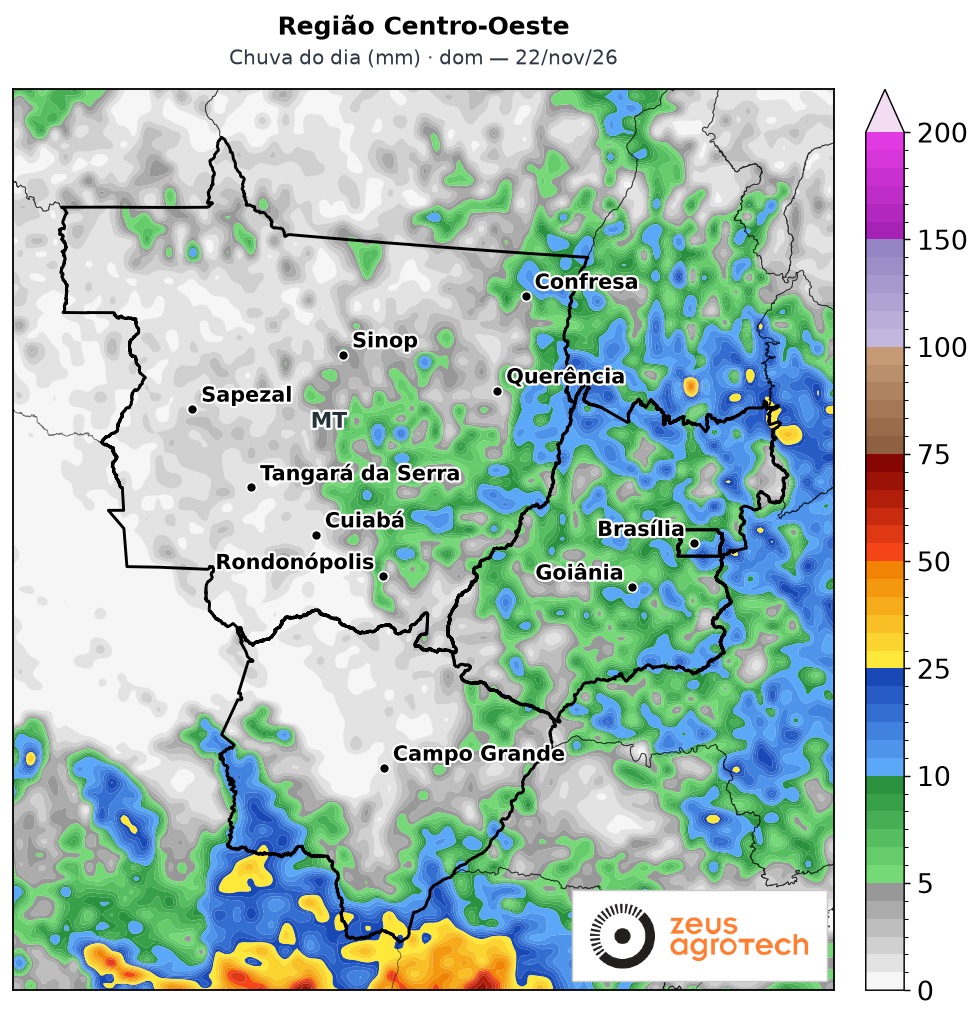 Região Centro-Oeste
Chuva do dia (mm) · dom — 22/nov/26
200
150
100
75
50
25
10
5
0
Confresa
Sinop
Querência
Sapezal
MT
Tangará da Serra
Cuiabá
Brasília
Rondonópolis
Goiânia
Campo Grande
zeus
agrotech